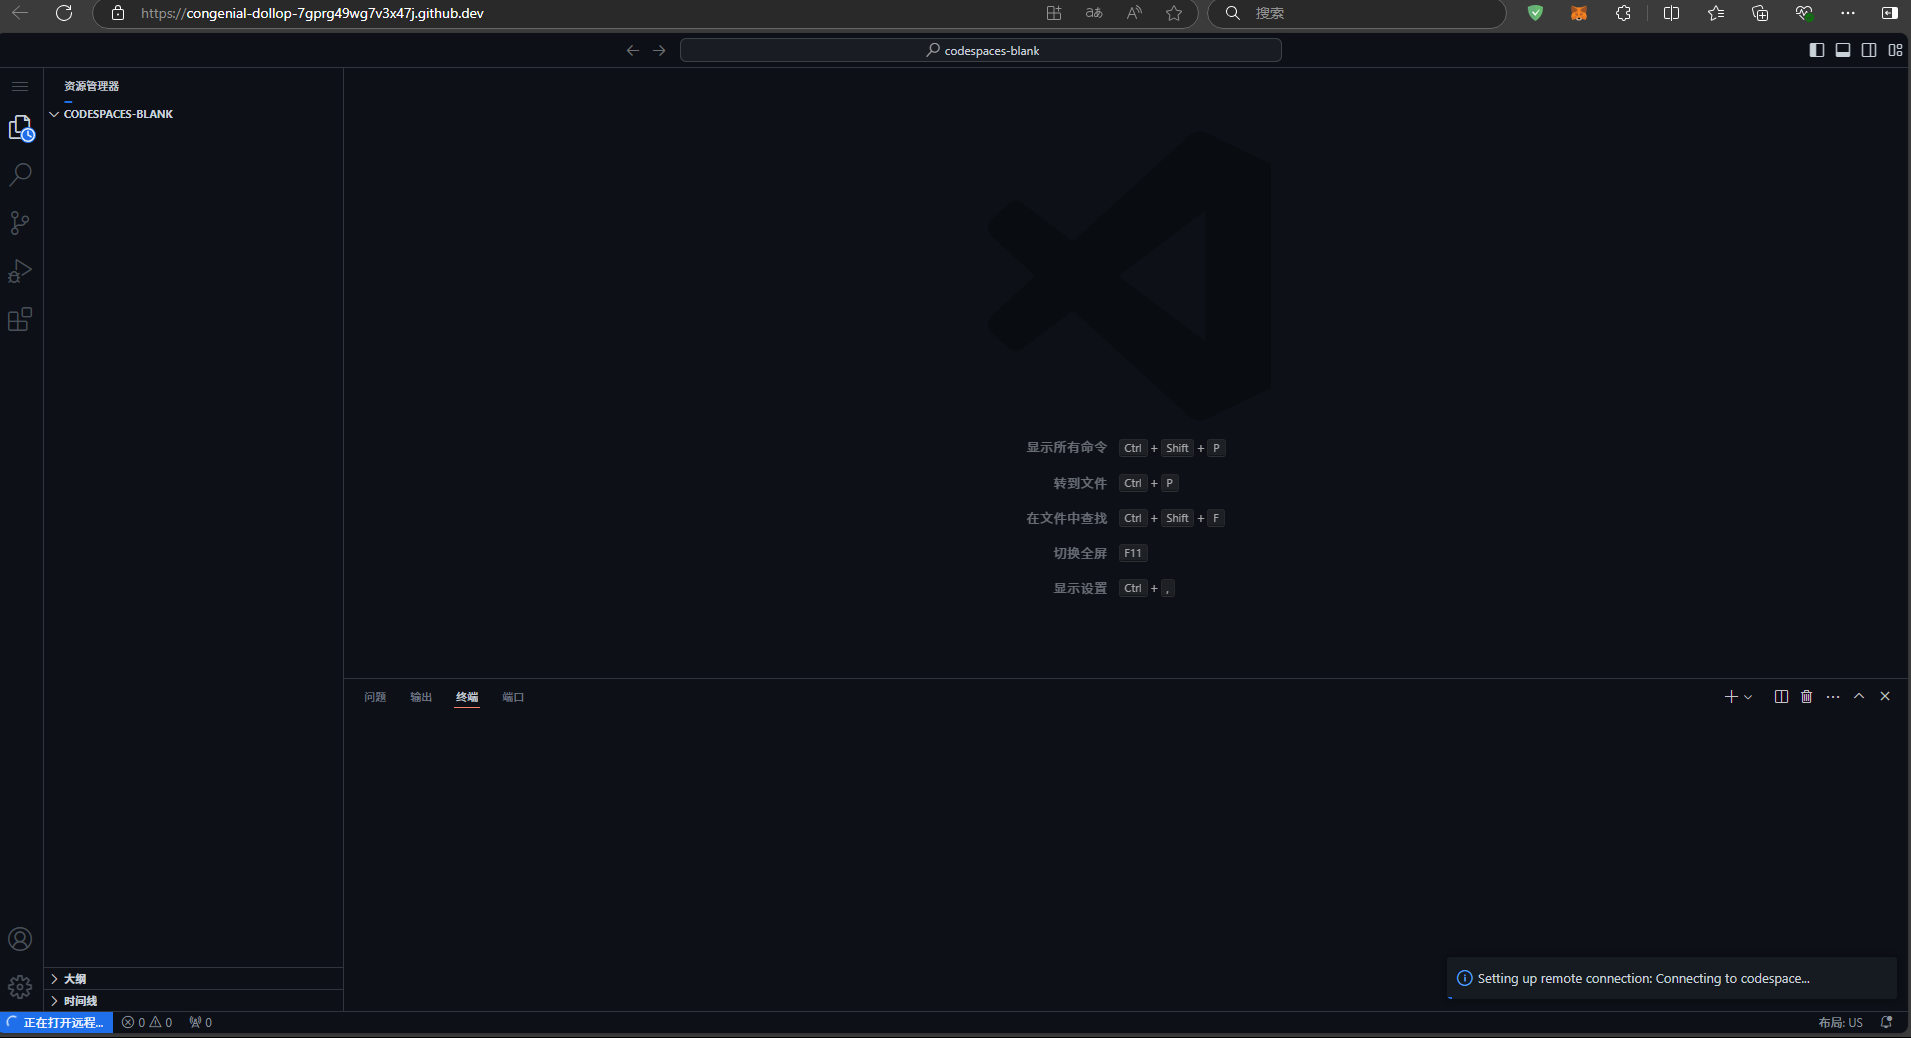 https://congenial-dollop-7gprg49wg7v3x47j.github.dev
aあ
A
搜索
codespaces-blank
资源管理器
CODESPACES-BLANK
显示所有命令 Ctrl + Shift + P
转到文件 Ctrl + P
在文件中查找 Ctrl + Shift + F
切换全屏 F11
显示设置 Ctrl + ,
问题 输出 终端 端口
大纲
时间线
Setting up remote connection: Connecting to codespace...
正在打开远程... 0 0 0
布局: US